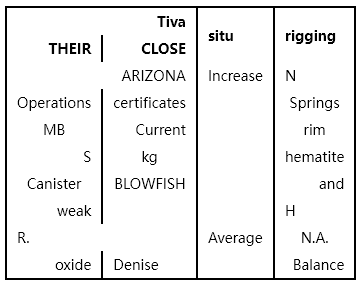 Tiva situ rigging
THEIR CLOSE
ARIZONA Increase N
Operations certificates Springs
MB Current rim
S kg hematite
Canister BLOWFISH and
weak H
R. Average N.A.
oxide Denise Balance